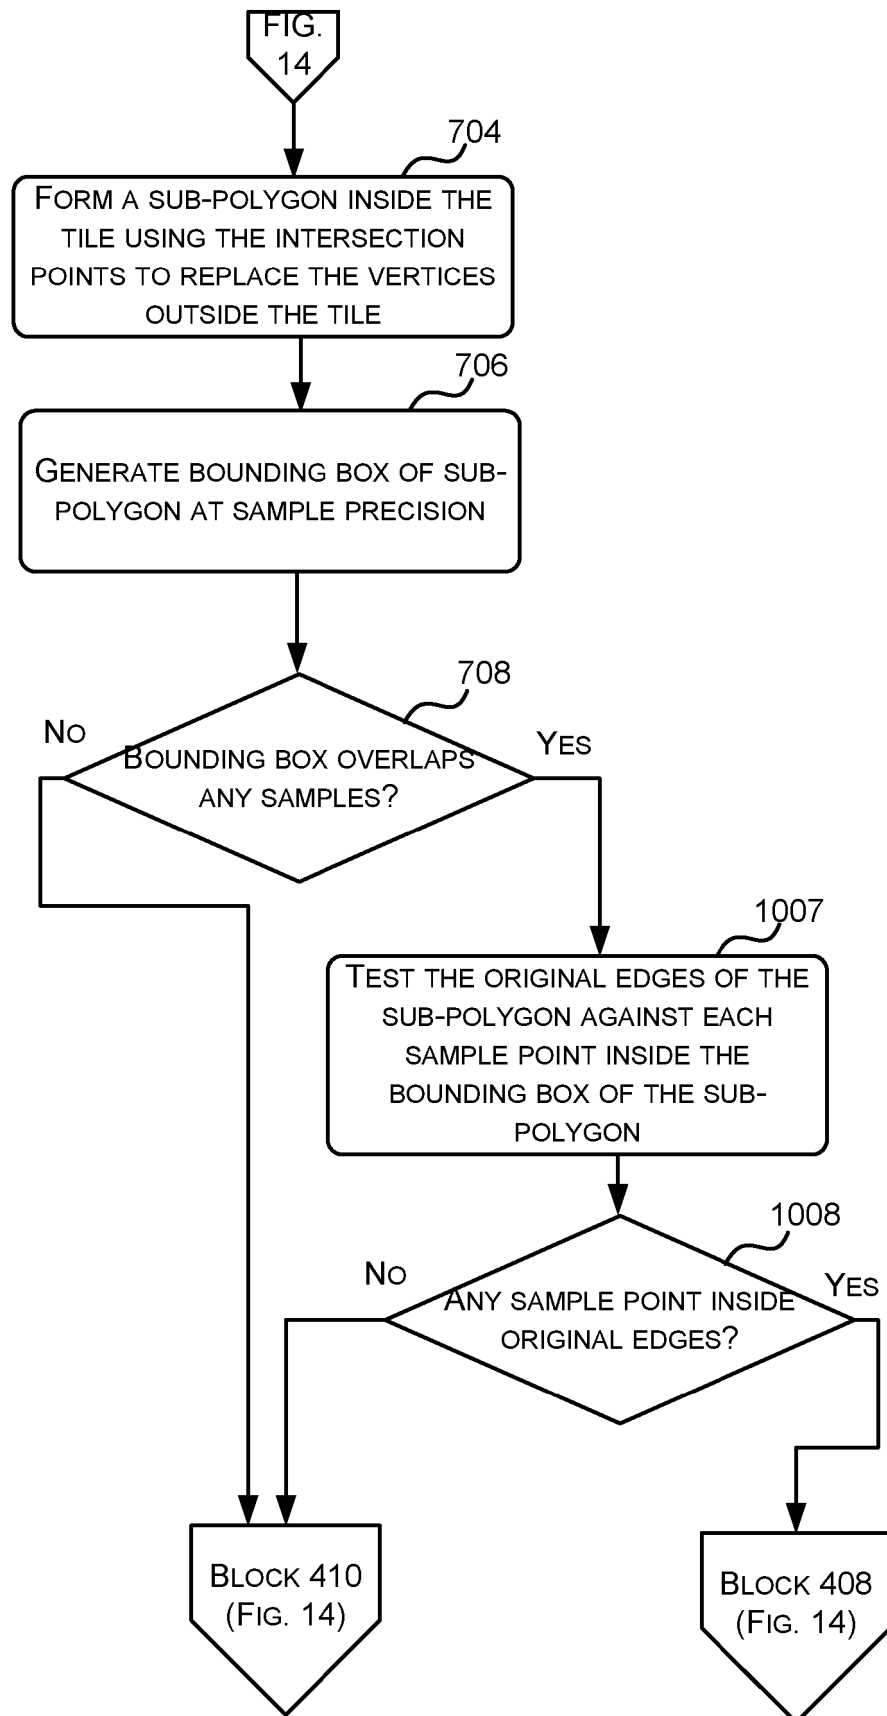 FIG.
14
704
FORM A SUB-POLYGON INSIDE THE
TILE USING THE INTERSECTION
POINTS TO REPLACE THE VERTICES
OUTSIDE THE TILE
706
GENERATE BOUNDING BOX OF SUB-
POLYGON AT SAMPLE PRECISION
708
NO
YES
BOUNDING BOX OVERLAPS
ANY SAMPLES?
1007
TEST THE ORIGINAL EDGES OF THE
SUB-POLYGON AGAINST EACH
SAMPLE POINT INSIDE THE
BOUNDING BOX OF THE SUB-
POLYGON
1008
NO
YES
ANY SAMPLE POINT INSIDE
ORIGINAL EDGES?
BLOCK 410
(FIG. 14)
BLOCK 408
(FIG. 14)